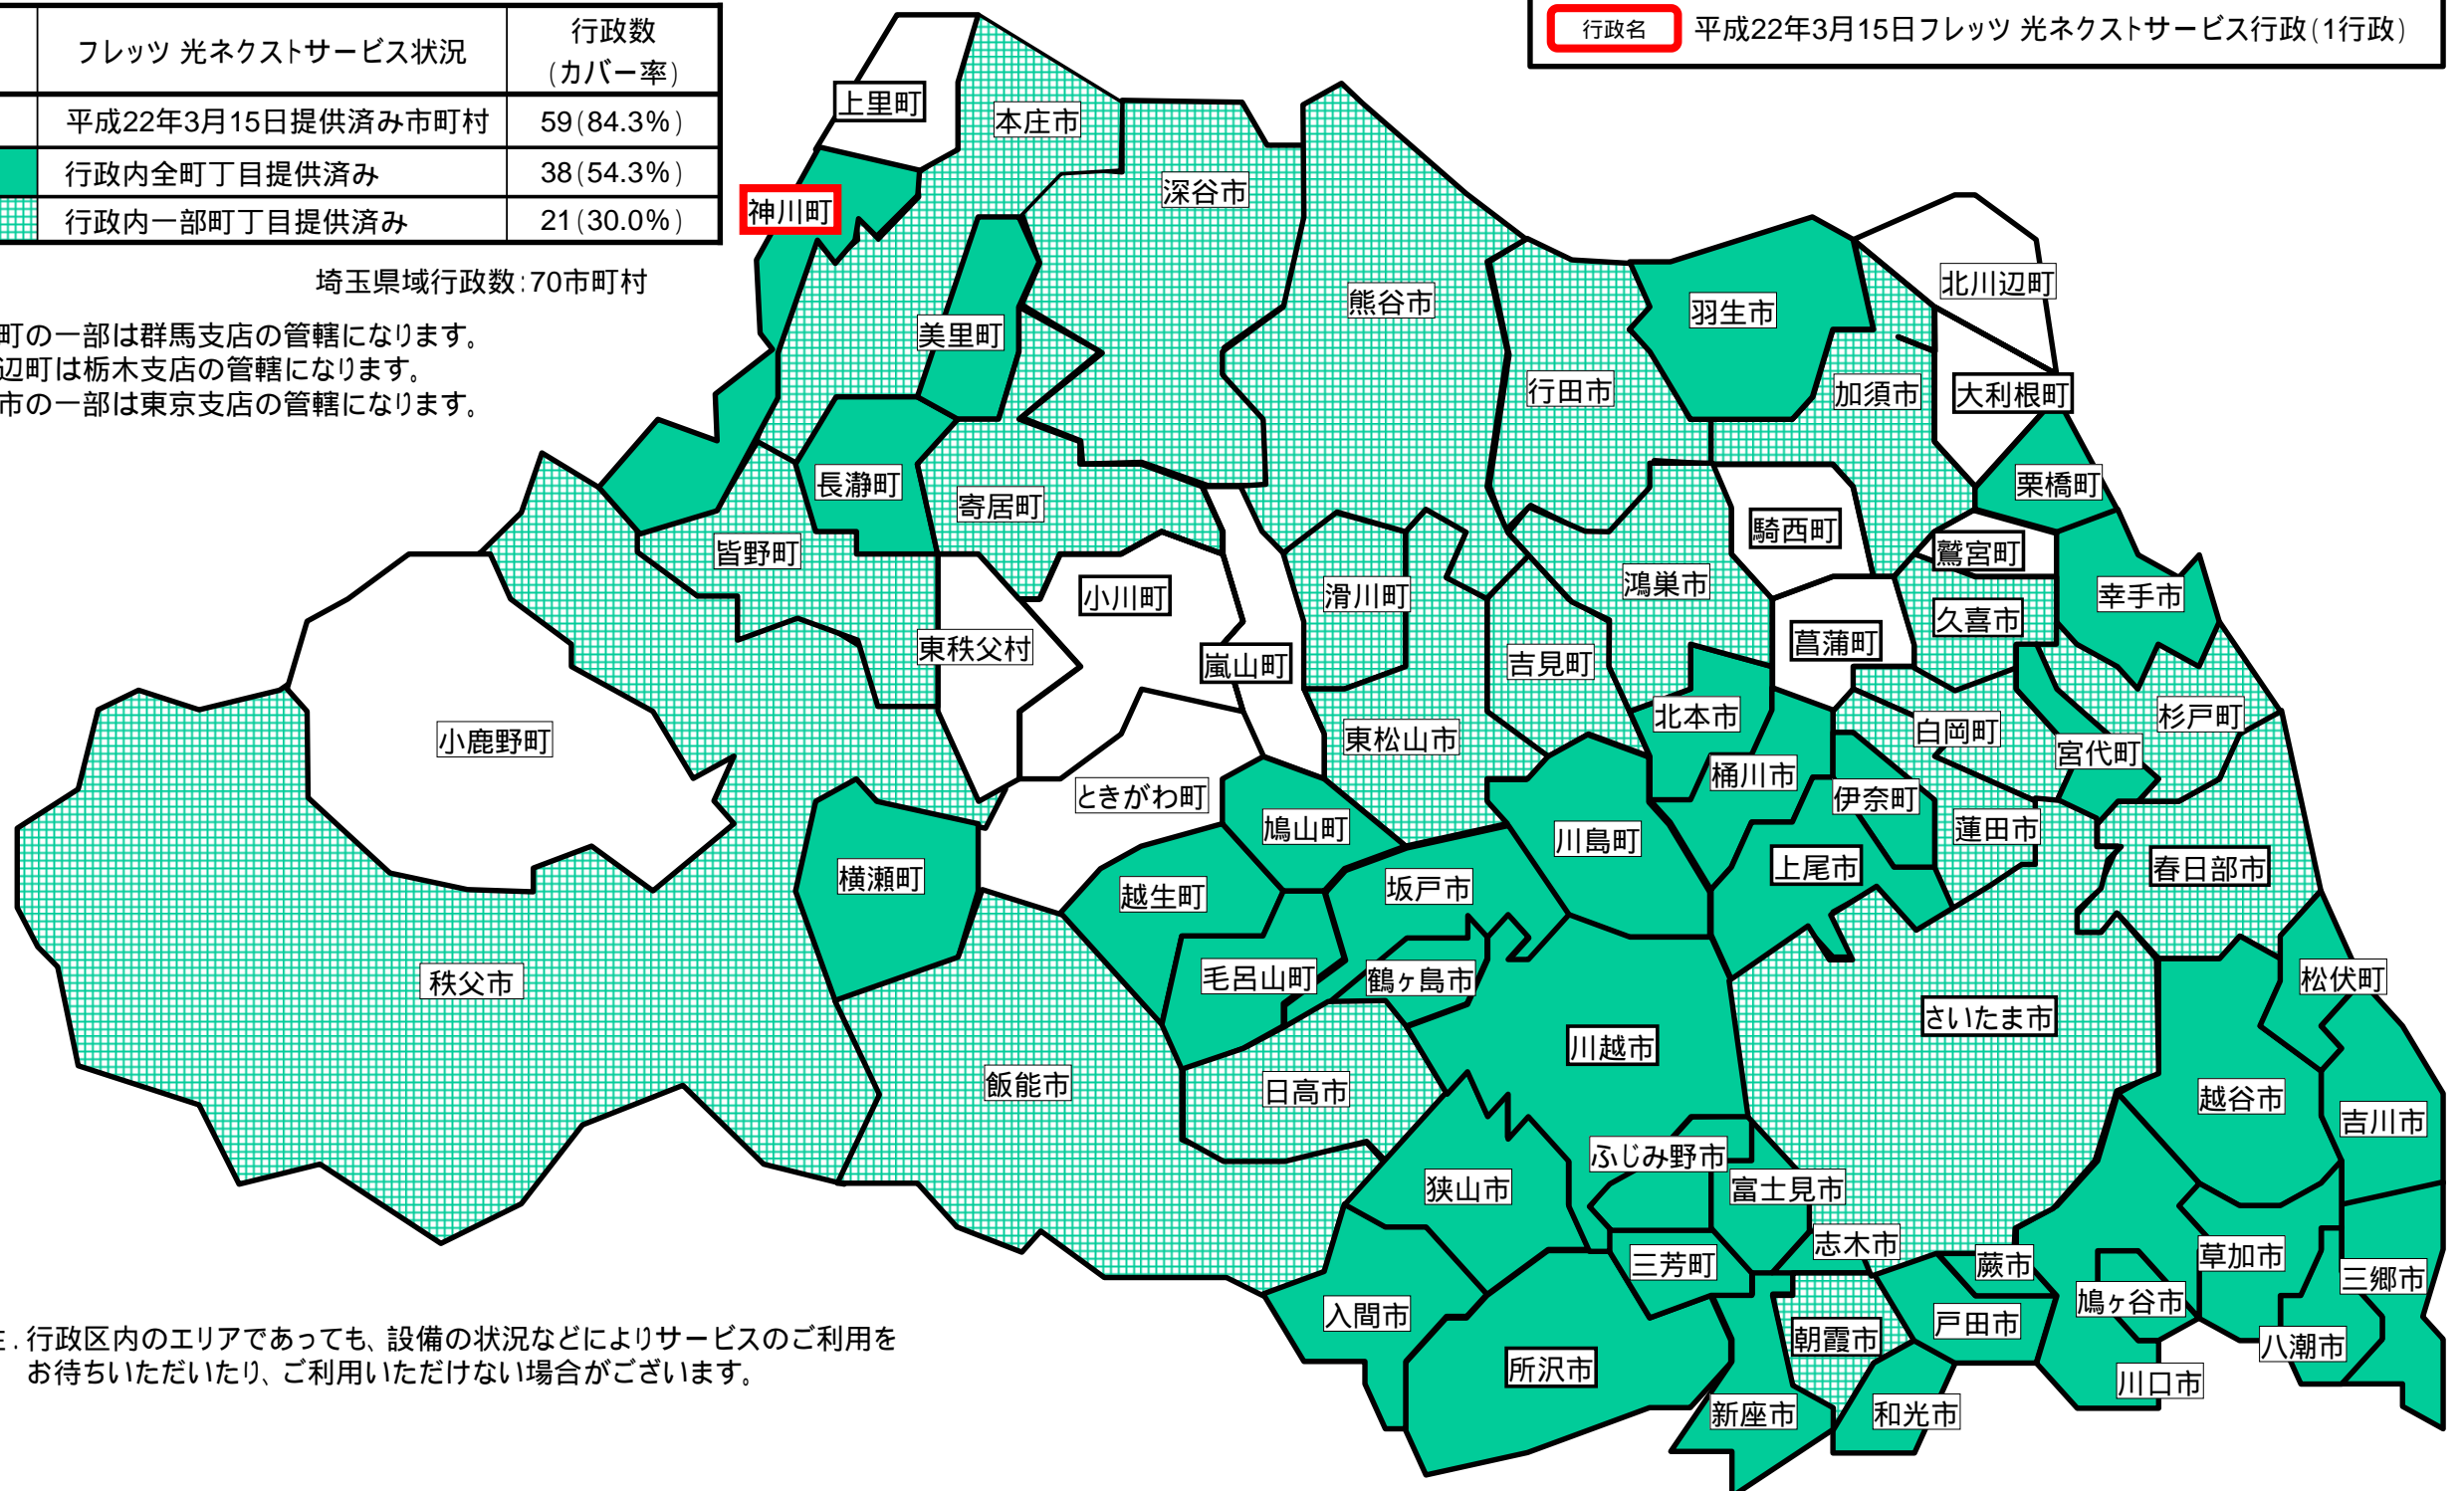 フレッツ 光ネクストサービス状況
行政数
(カバー率)
平成22年3月15日提供済み市町村
59(84.3%)
行政内全町丁目提供済み
38(54.3%)
行政内一部町丁目提供済み
21(30.0%)
行政名
平成22年3月15日フレッツ 光ネクストサービス行政(1行政)
埼玉県域行政数:70市町村
町の一部は群馬支店の管轄になります。
辺町は栃木支店の管轄になります。
市の一部は東京支店の管轄になります。
上里町
本庄市
深谷市
神川町
熊谷市
北川辺町
羽生市
美里町
行田市
加須市
大利根町
長瀞町
寄居町
栗橋町
皆野町
騎西町
鷲宮町
小川町
滑川町
鴻巣市
幸手市
久喜市
東秩父村
嵐山町
吉見町
菖蒲町
小鹿野町
東松山市
北本市
白岡町
杉戸町
宮代町
ときがわ町
桶川市
伊奈町
鳩山町
川島町
蓮田市
横瀬町
越生町
坂戸市
上尾市
春日部市
秩父市
毛呂山町
鶴ヶ島市
松伏町
さいたま市
川越市
飯能市
日高市
越谷市
吉川市
ふじみ野市
狭山市
富士見市
志木市
三芳町
蕨市
草加市
三郷市
入間市
鳩ヶ谷市
戸田市
朝霞市
八潮市
所沢市
川口市
新座市
和光市
.行政区内のエリアであっても、設備の状況などによりサービスのご利用を
お待ちいただいたり、ご利用いただけない場合がございます。